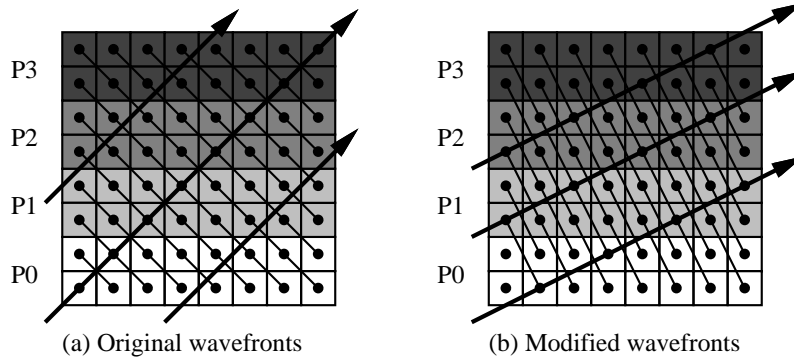 P3
P2
P1
P0
(a) Original wavefronts
P3
P2
P1
P0
(b) Modified wavefronts